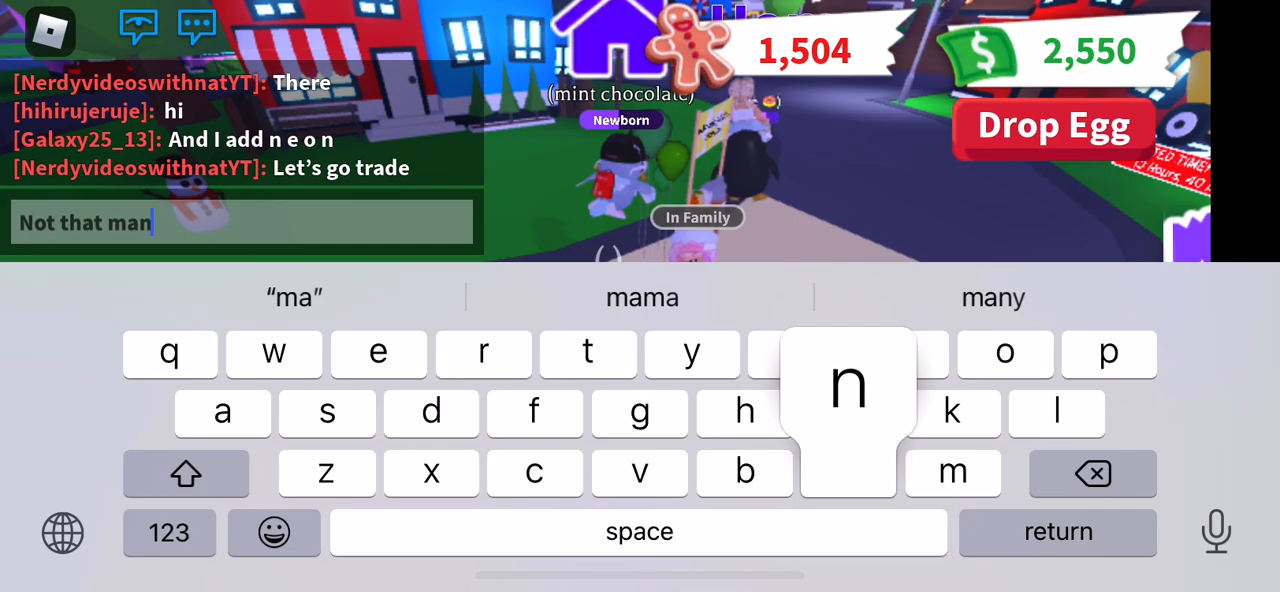 1,504
2,550
[NerdyvideoswithnatYT]: There
[hihirujeruje]: hi
[Galaxy25_13]: And I add n e o n
[NerdyvideoswithnatYT]: Let’s go trade
(mint chocolate)
Newborn
Drop Egg
Not that man
In Family
“ma” mama many
q w e r t y o p
a s d f g h n k l
z x c v b m
123 space return